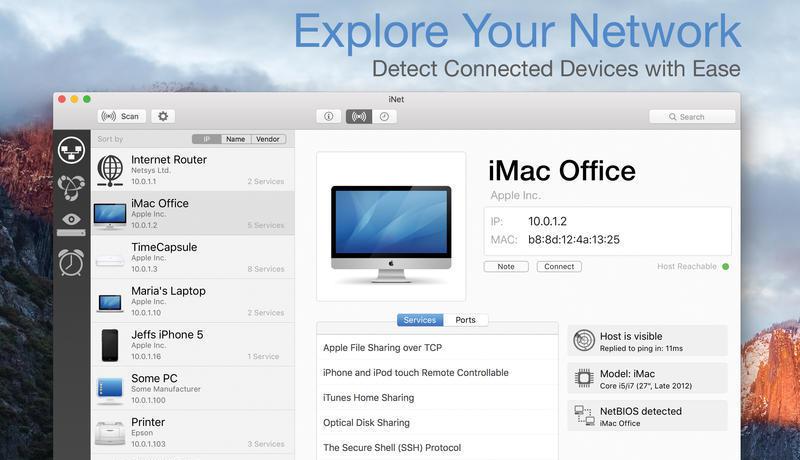 Explore Your Network
Detect Connected Devices with Ease
iNet
Scan
Search
Sort by
IP
Name
Vendor
Internet Router
Netsys Ltd.
10.0.1.1
2 Services
iMac Office
Apple Inc.
10.0.1.2
5 Services
TimeCapsule
Apple Inc.
10.0.1.3
8 Services
Maria's Laptop
Apple Inc.
10.0.1.10
2 Services
Jeffs iPhone 5
Apple Inc.
10.0.1.16
1 Service
Some PC
Some Manufacturer
10.0.1.100
Printer
Epson
10.0.1.103
3 Services
iMac Office
Apple Inc.
IP: 10.0.1.2
MAC: b8:8d:12:4a:13:25
Note
Connect
Host Reachable
Services
Ports
Apple File Sharing over TCP
iPhone and iPod touch Remote Controllable
iTunes Home Sharing
Optical Disk Sharing
The Secure Shell (SSH) Protocol
Host is visible
Replied to ping in: 11ms
Model: iMac
Core i5/i7 (27", Late 2012)
NetBIOS detected
iMac Office